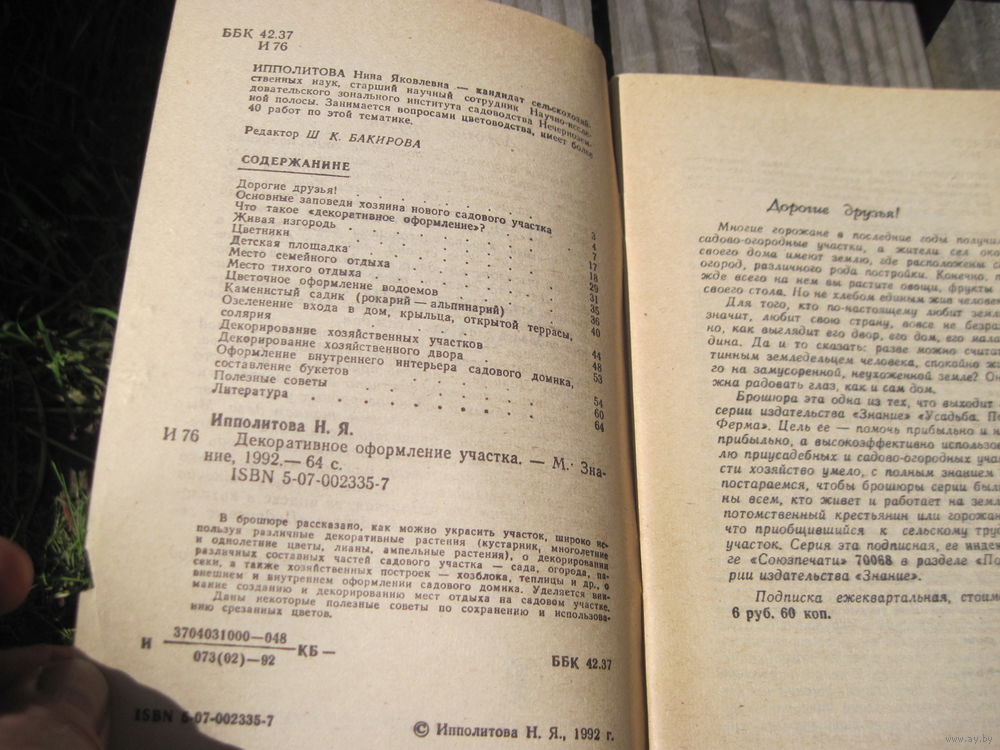 ББК 42.37
И 76
ИППОЛИТОВА Нина Яковлевна — кандидат сельскохозяй-
ственных наук, старший научный сотрудник Научно-иссле-
довательского зонального института садоводства Нечернозем-
ной полосы. Занимается вопросами цветоводства, имеет более
40 работ по этой тематике.
Редактор Ш К. БАКИРОВА
СОДЕРЖАНИНЕ
Дорогие друзья! . . . . . . 3
Основные заповеди хозяина нового садового участка 4
Что такое «декоративное оформление»? . . . 7
Живая изгородь . . . . . . 17
Цветники . . . . . . 18
Детская площадка . . . . . . 29
Место семейного отдыха . . . . . . 31
Место тихого отдыха . . . . . . 35
Цветочное оформление водоемов . . . . 36
Каменистый садик (рокарий — альпинарий) . . 40
Озеленение входа в дом, крыльца, открытой террасы,
солярия . . . . . . 44
Декорирование хозяйственных участков . . . 48
Декорирование хозяйственного двора . . . 53
Оформление внутреннего интерьера садового домика,
составление букетов . . . . . 54
Полезные советы . . . . . . 60
Литература . . . . . . 64
Ипполитова Н. Я.
И 76 Декоративное оформление участка. — М.: Зна-
ние, 1992.— 64 с.
ISBN 5-07-002335-7
В брошюре рассказано, как можно украсить участок, широко ис-
пользуя различные декоративные растения (кустарник, многолетние
и однолетние цветы, лианы, ампельные растения), о декорировании
различных составных частей садового участка — сада, огорода, па-
секи, а также хозяйственных построек — хозблока, теплицы и др., о
внешнем и внутреннем оформлении садового домика. Уделяется вни-
мание созданию и декорированию мест отдыха на садовом участке.
Даны некоторые полезные советы по сохранению и использова-
нию срезанных цветов.
И 3704031000—048
073(02)—92 КБ —
ББК 42.37
ISBN 5-07-002335-7
© Ипполитова Н. Я., 1992 г.
Дорогие друзья!
Многие горожане в последние годы получил
садово-огородные участки, а жители сел ока
своего дома имеют землю, где расположены са
огород, различного рода постройки. Конечно,
жде всего на нем вы растите овощи, фрукты
своего стола. Но не хлебом единым жив челове
Для того, кто по-настоящему любит земл
значит, любит свою страну, вовсе не безраз
но, как выглядит его двор, его дом, его мала
дина. Да и то сказать: разве можно счита
тинным земледельцем человека, спокойно жи
го на замусоренной, неухоженной земле? Он
жна радовать глаз, как и сам дом.
Брошюра эта одна из тех, что выходит
серии издательства «Знание» «Усадьба. По
Ферма». Цель ее — помочь прибыльно и н
прибыльно, а высокоэффективно использо
лю приусадебных и садово-огородных учас
сти хозяйство умело, с полным знанием
постараемся, чтобы брошюры серии был
ны всем, кто живет и работает на земл
потомственный крестьянин или горожан
что приобщившийся к сельскому труд
участок. Серия эта подписная, ее индек
ге «Союзпечати» 70068 в разделе «По
рии издательства «Знание».
Подписка ежеквартальная, стоим
6 руб. 60 коп.
www.ay.by